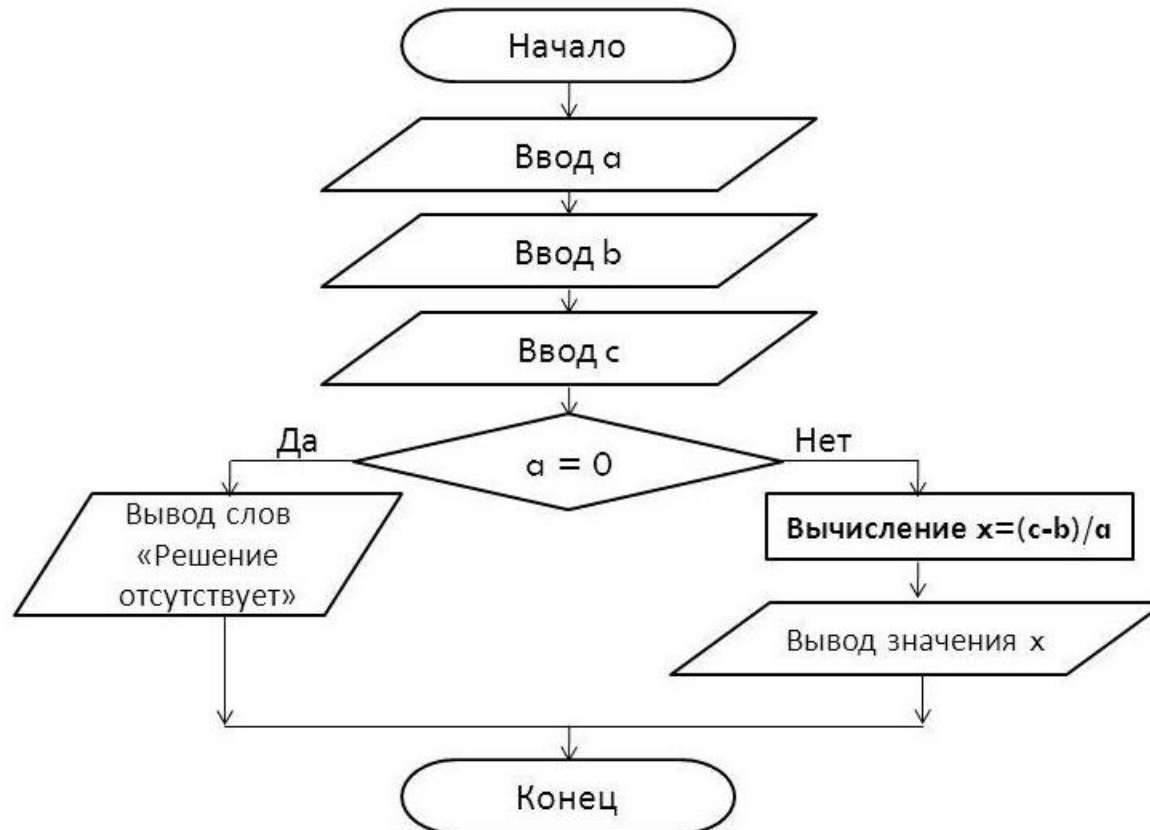 Начало
Ввод a
Ввод b
Ввод c
Да
Нет
a = 0
Вывод слов
«Решение
отсутствует»
Вычисление x=(c-b)/a
Вывод значения x
Конец